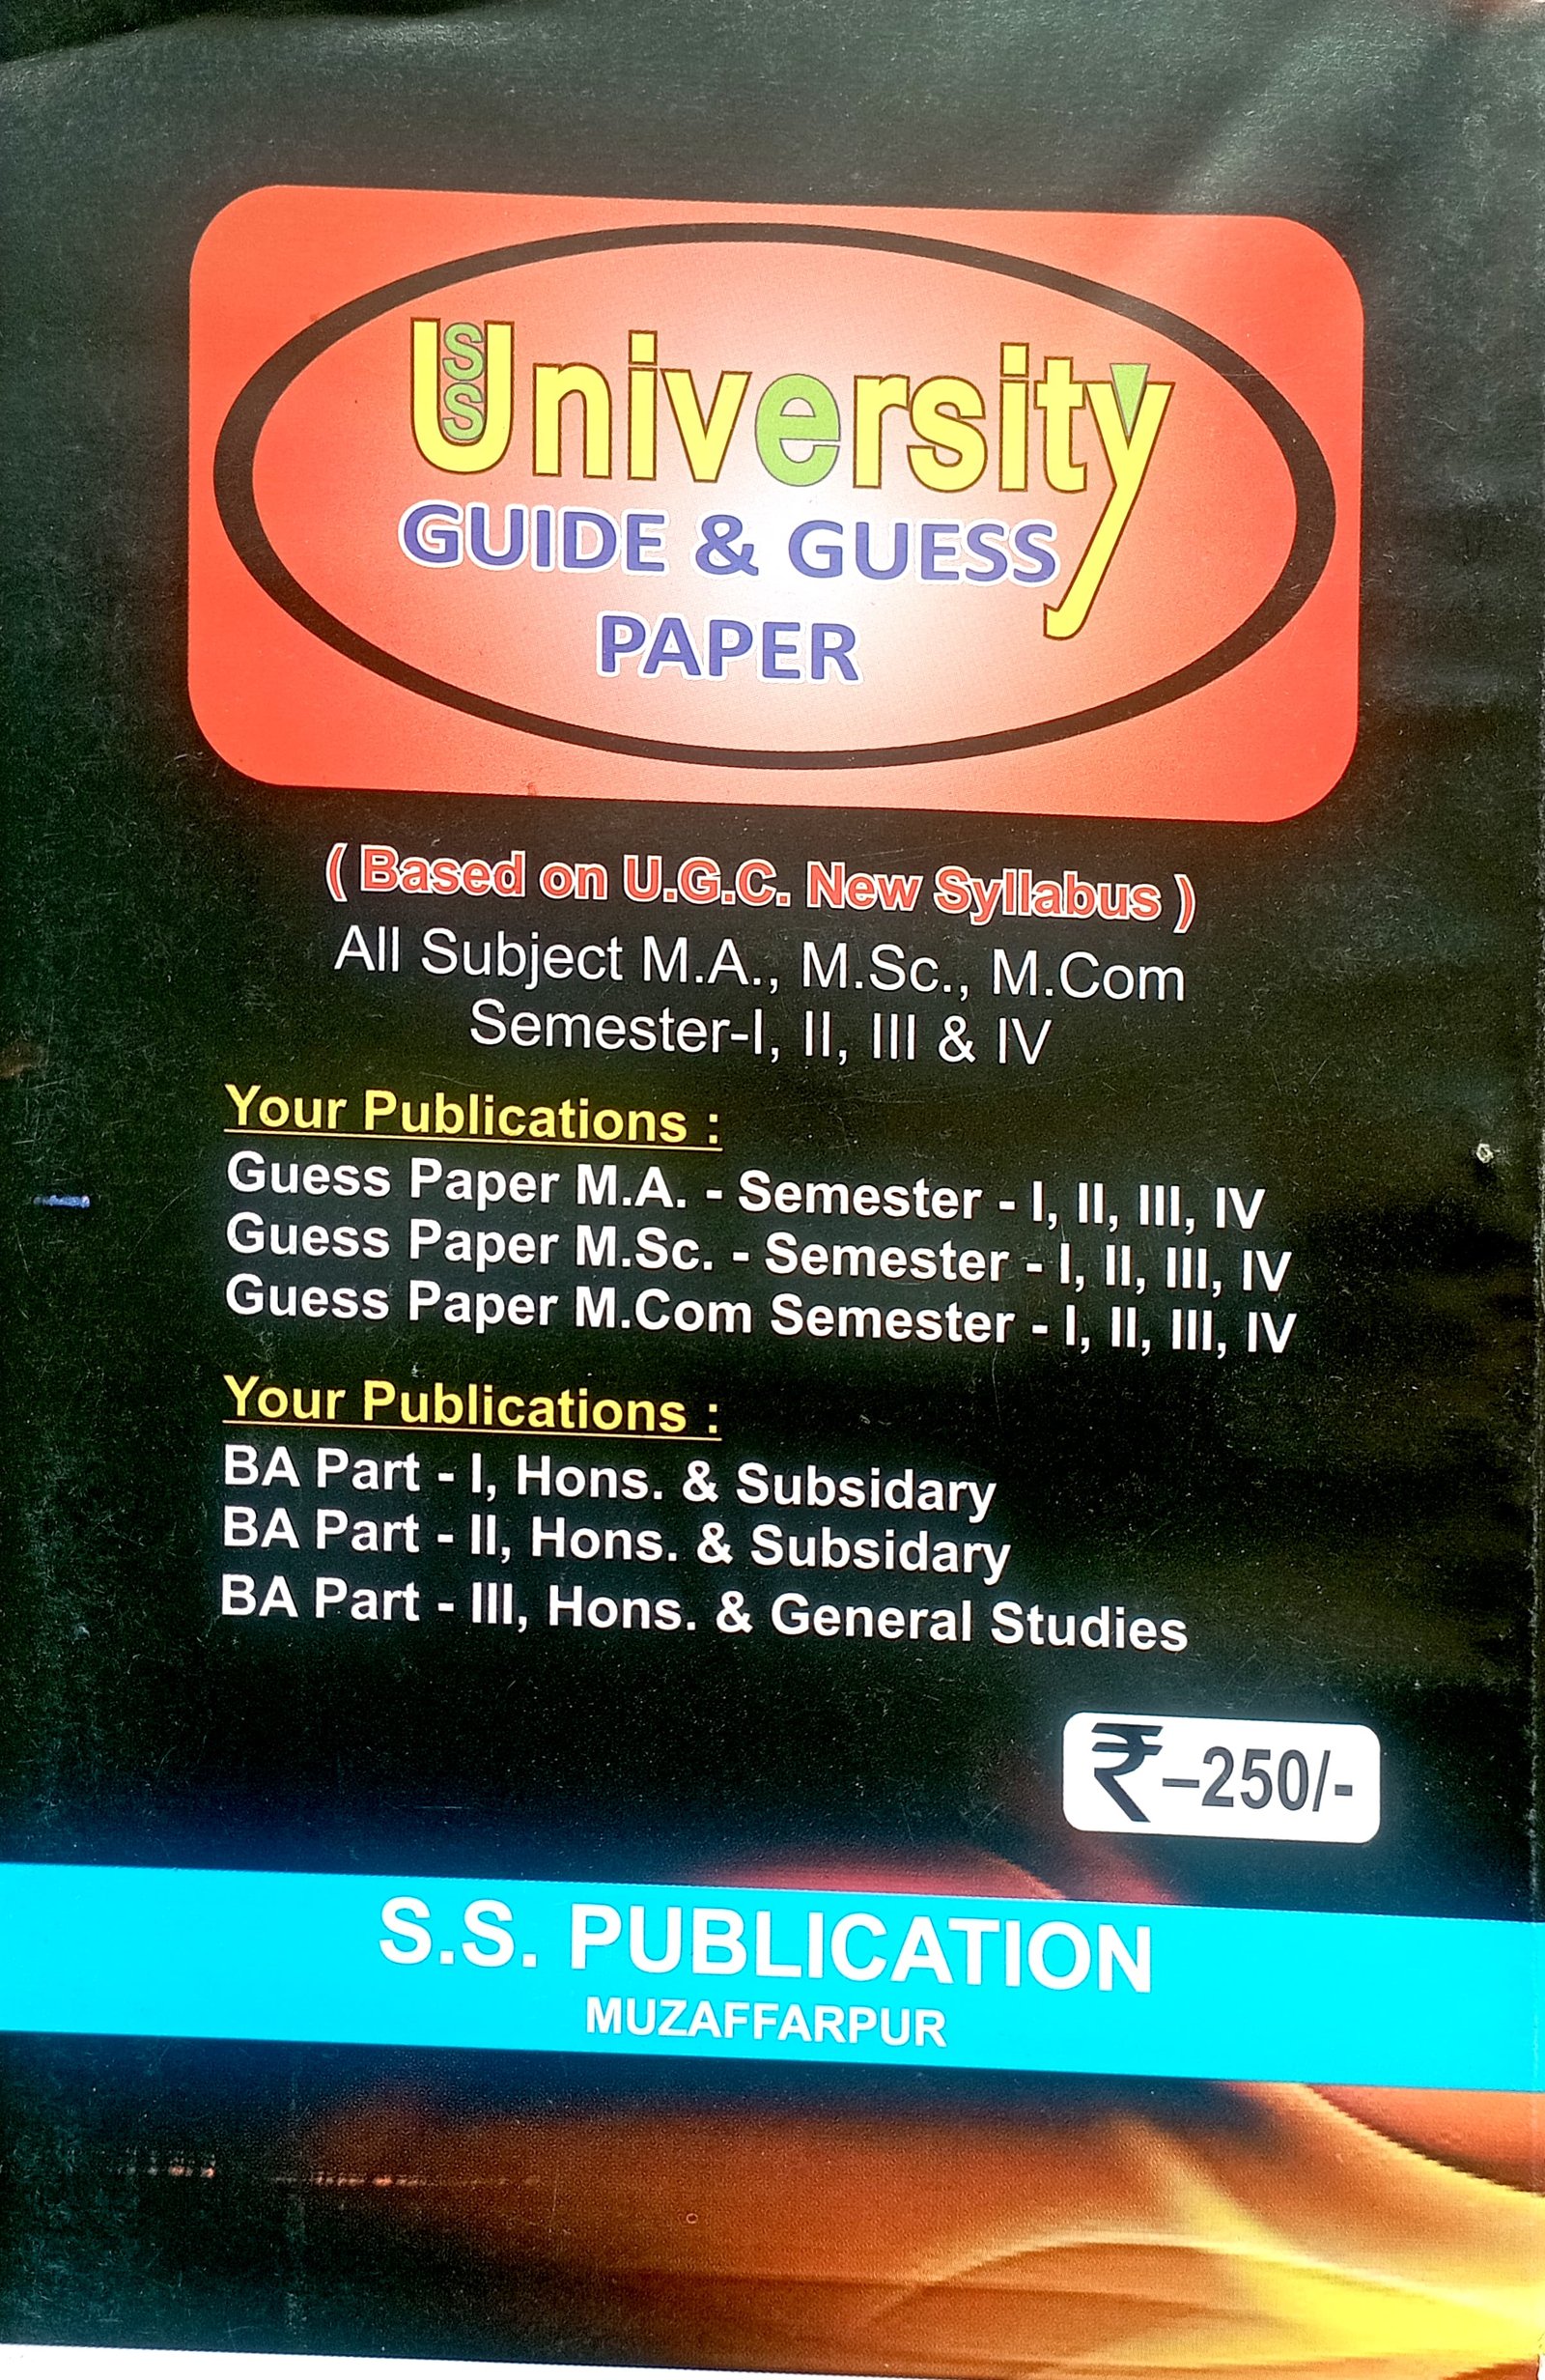 University
SS
GUIDE & GUESS
PAPER
( Based on U.G.C. New Syllabus )
All Subject M.A., M.Sc., M.Com
Semester-I, II, III & IV
Your Publications :
Guess Paper M.A. - Semester - I, II, III, IV
Guess Paper M.Sc. - Semester - I, II, III, IV
Guess Paper M.Com Semester - I, II, III, IV
Your Publications :
BA Part - I, Hons. & Subsidary
BA Part - II, Hons. & Subsidary
BA Part - III, Hons. & General Studies
₹–250/-
S.S. PUBLICATION
MUZAFFARPUR